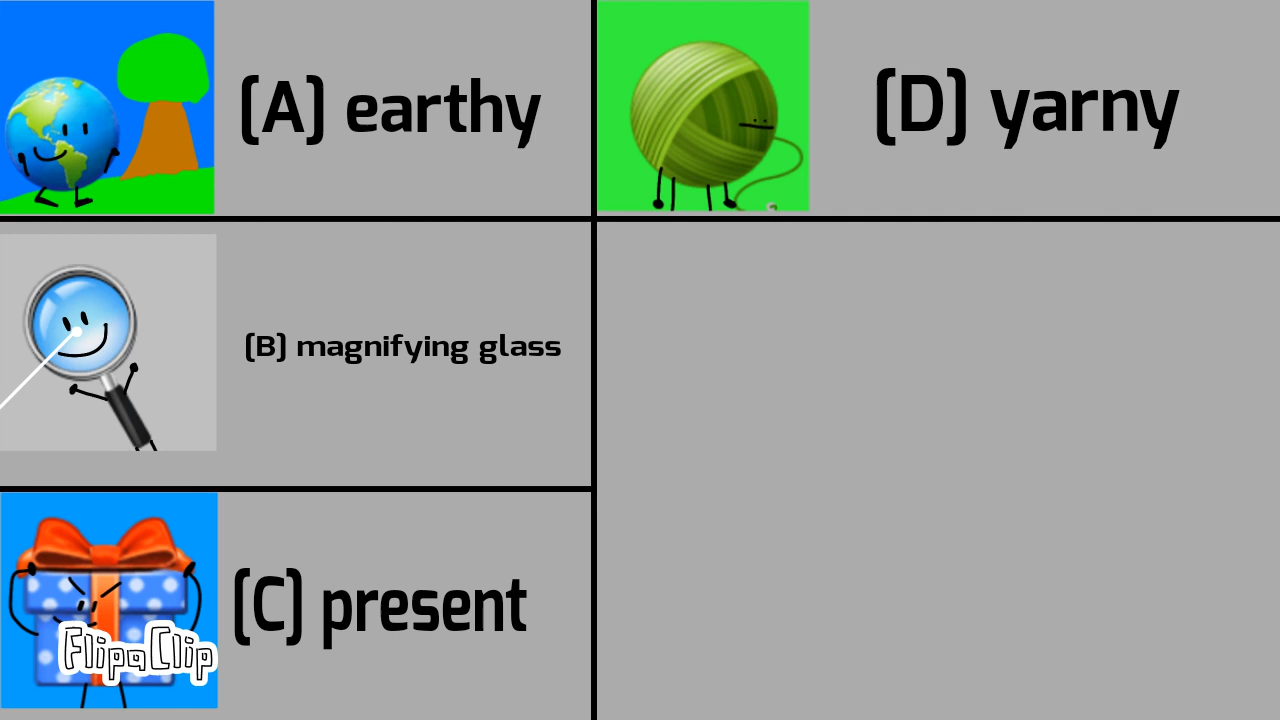 [A] earthy
[D] yarny
[B] magnifying glass
[C] present
FlipaClip